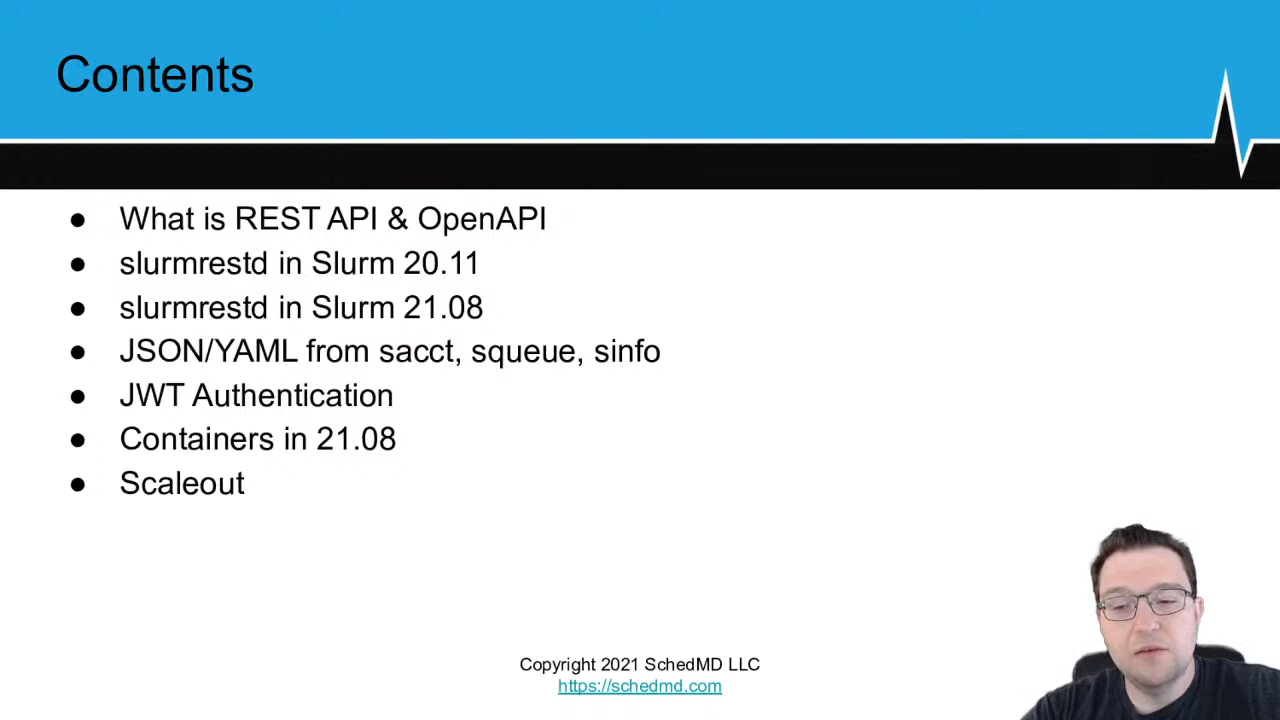 Contents
● What is REST API & OpenAPI
● slurmrestd in Slurm 20.11
● slurmrestd in Slurm 21.08
● JSON/YAML from sacct, squeue, sinfo
● JWT Authentication
● Containers in 21.08
● Scaleout
Copyright 2021 SchedMD LLC
https://schedmd.com